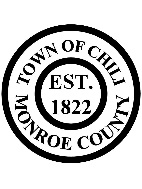 TOWN OF CHILI
EST.
1822
MONROE COUNTY